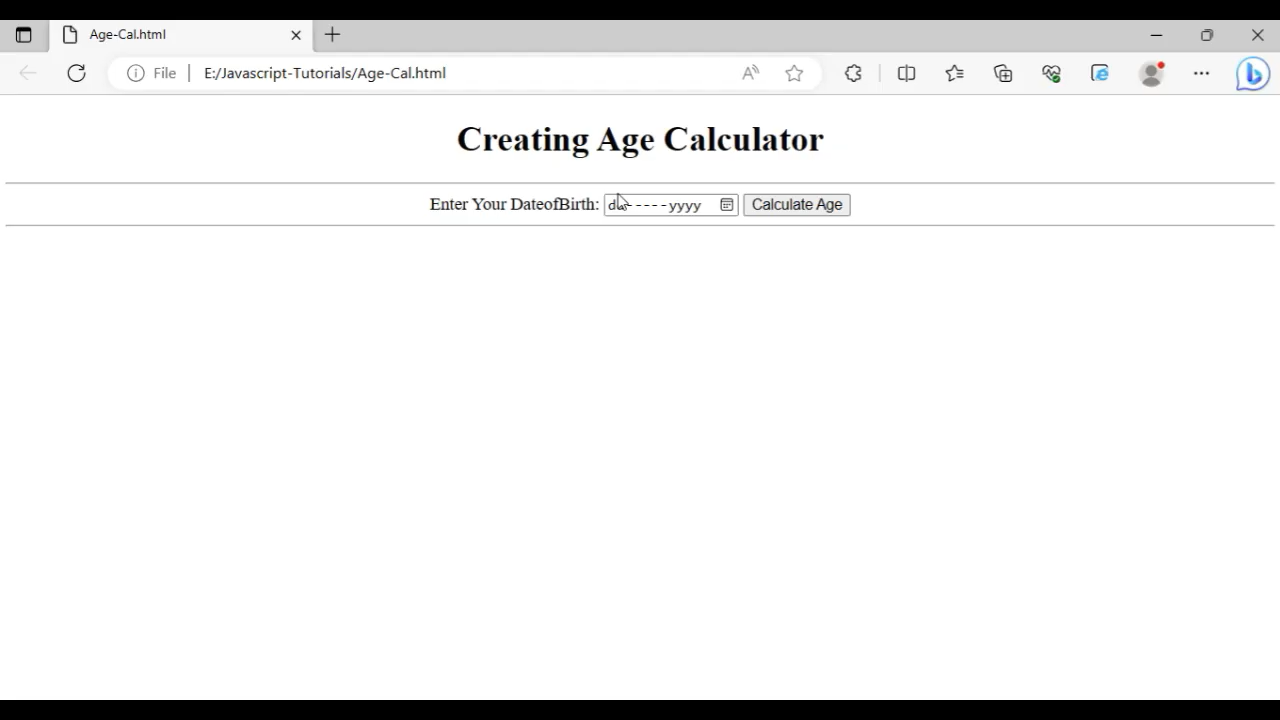 Age-Cal.html
File E:/Javascript-Tutorials/Age-Cal.html
Creating Age Calculator
Enter Your DateofBirth: yyyy Calculate Age